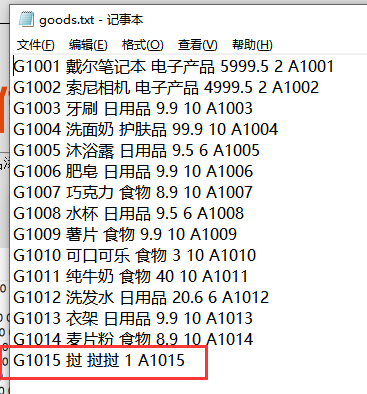 goods.txt - 记事本
文件(F) 编辑(E) 格式(O) 查看(V) 帮助(H)
G1001 戴尔笔记本 电子产品 5999.5 2 A1001
G1002 索尼相机 电子产品 4999.5 2 A1002
G1003 牙刷 日用品 9.9 10 A1003
G1004 洗面奶 护肤品 99.9 10 A1004
G1005 沐浴露 日用品 9.5 6 A1005
G1006 肥皂 日用品 9.9 10 A1006
G1007 巧克力 食物 8.9 10 A1007
G1008 水杯 日用品 9.5 6 A1008
G1009 薯片 食物 9.9 10 A1009
G1010 可口可乐 食物 3 10 A1010
G1011 纯牛奶 食物 40 10 A1011
G1012 洗发水 日用品 20.6 6 A1012
G1013 衣架 日用品 9.9 10 A1013
G1014 麦片粉 食物 8.9 10 A1014
G1015 挝 挝挝 1 A1015